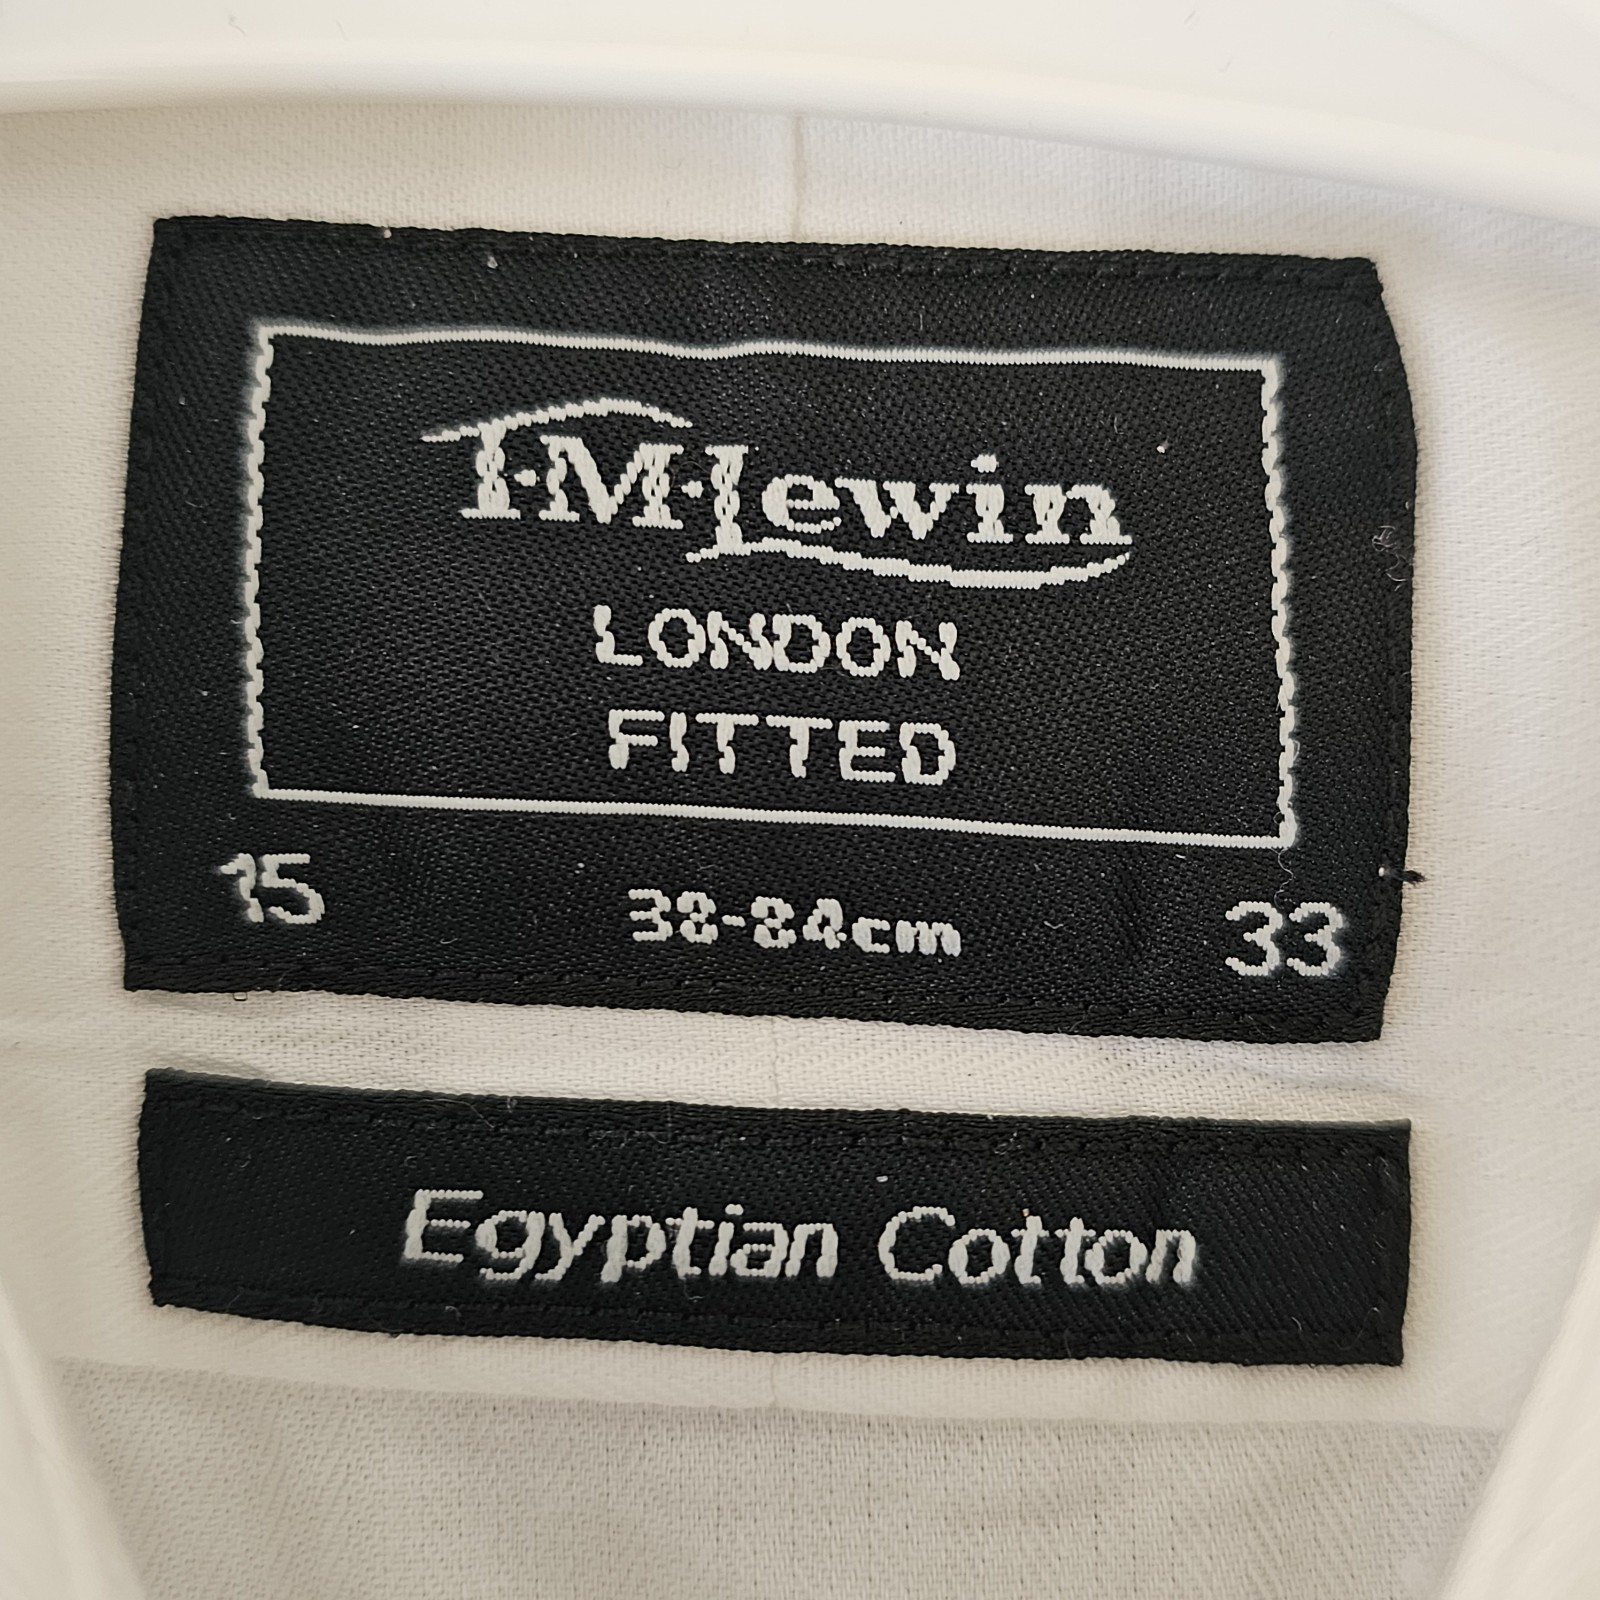 T·M·Lewin
LONDON
FITTED
15 38-84cm 33
Egyptian Cotton